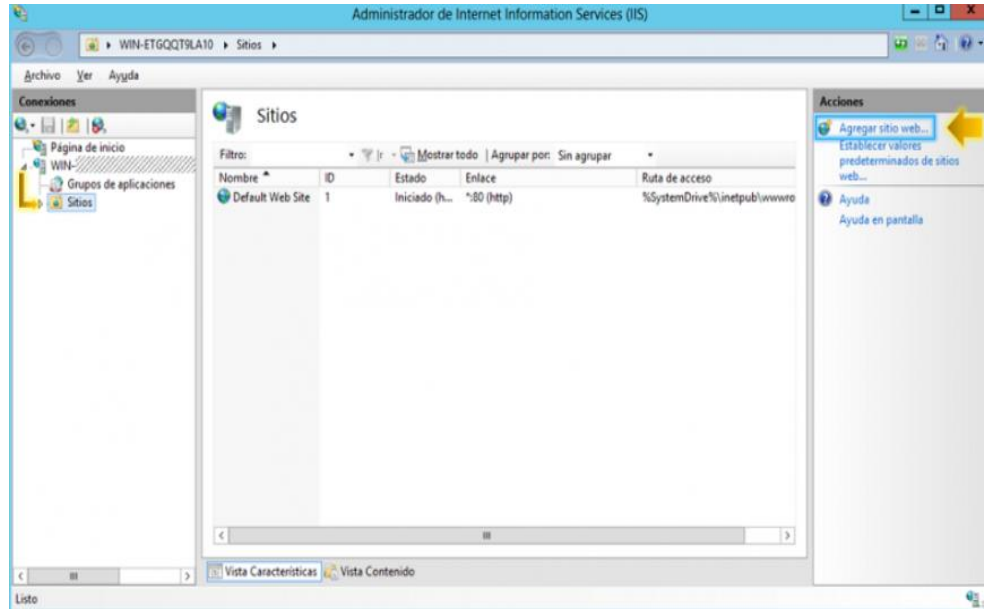 Administrador de Internet Information Services (IIS)
WIN-ETGQQT9LA10 Sitios
Archivo Ver Ayuda
Conexiones
Página de inicio
WIN-
Grupos de aplicaciones
Sitios
Sitios
Filtro: Ir Mostrar todo Agrupar por: Sin agrupar
Nombre ID Estado Enlace Ruta de acceso
Default Web Site 1 Iniciado (h... *:80 (http) %SystemDrive%\inetpub\wwwro
Vista Características Vista Contenido
Acciones
Agregar sitio web...
Establecer valores
predeterminados de sitios
web...
Ayuda
Ayuda en pantalla
Listo